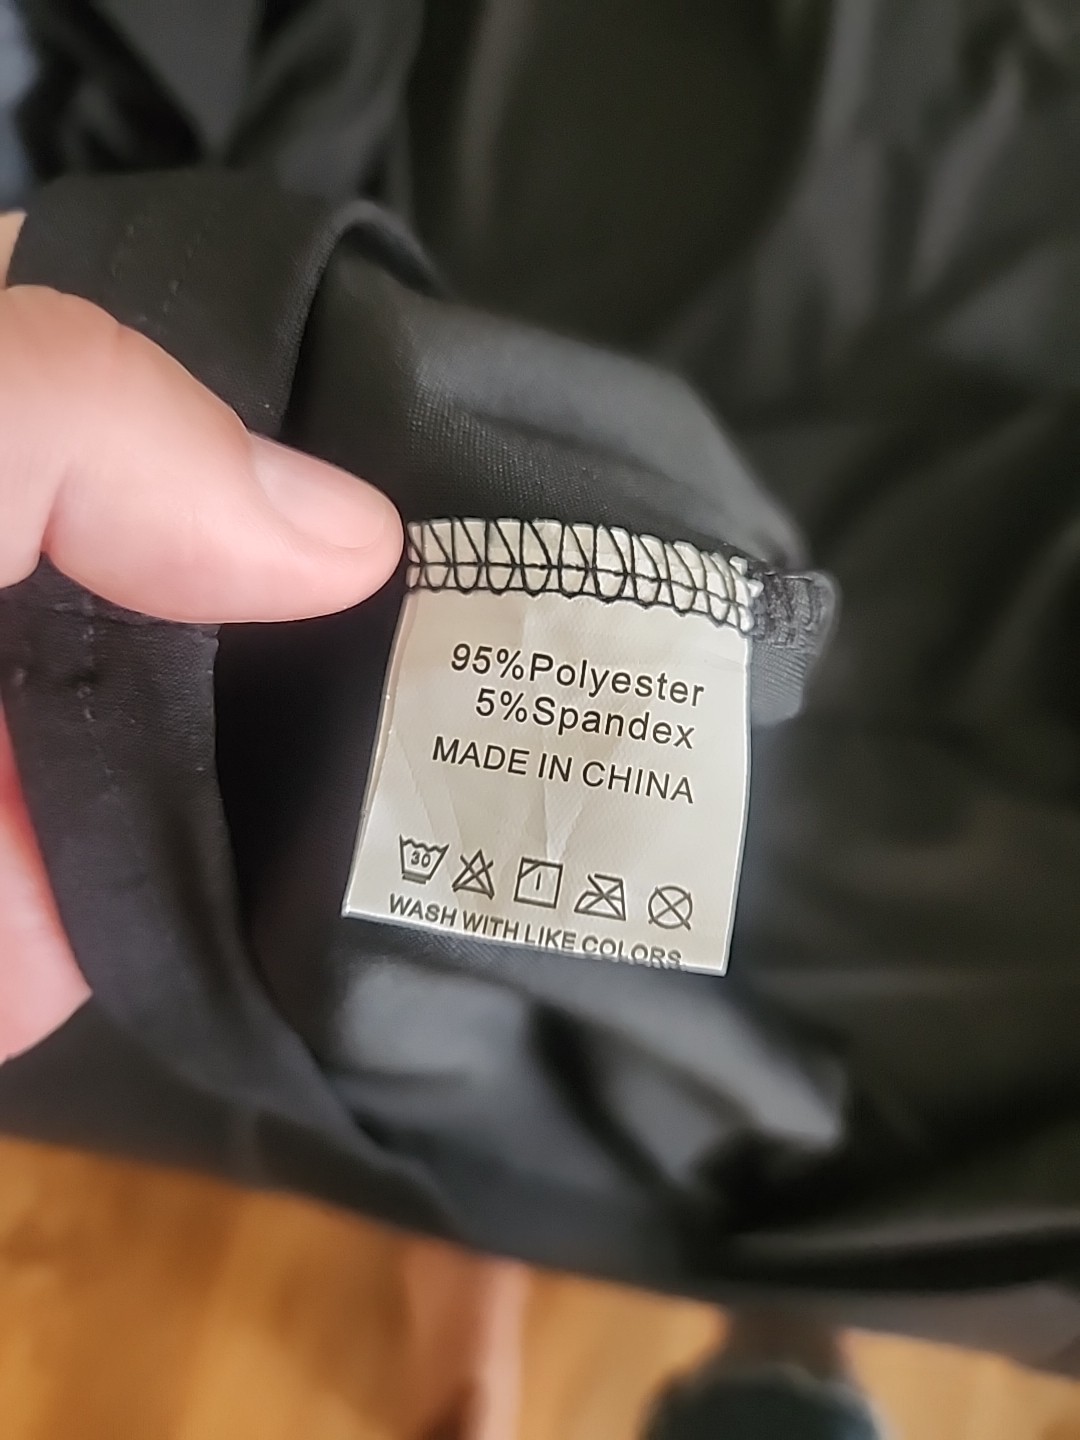 95%Polyester
5%Spandex
MADE IN CHINA
30
WASH WITH LIKE COLORS